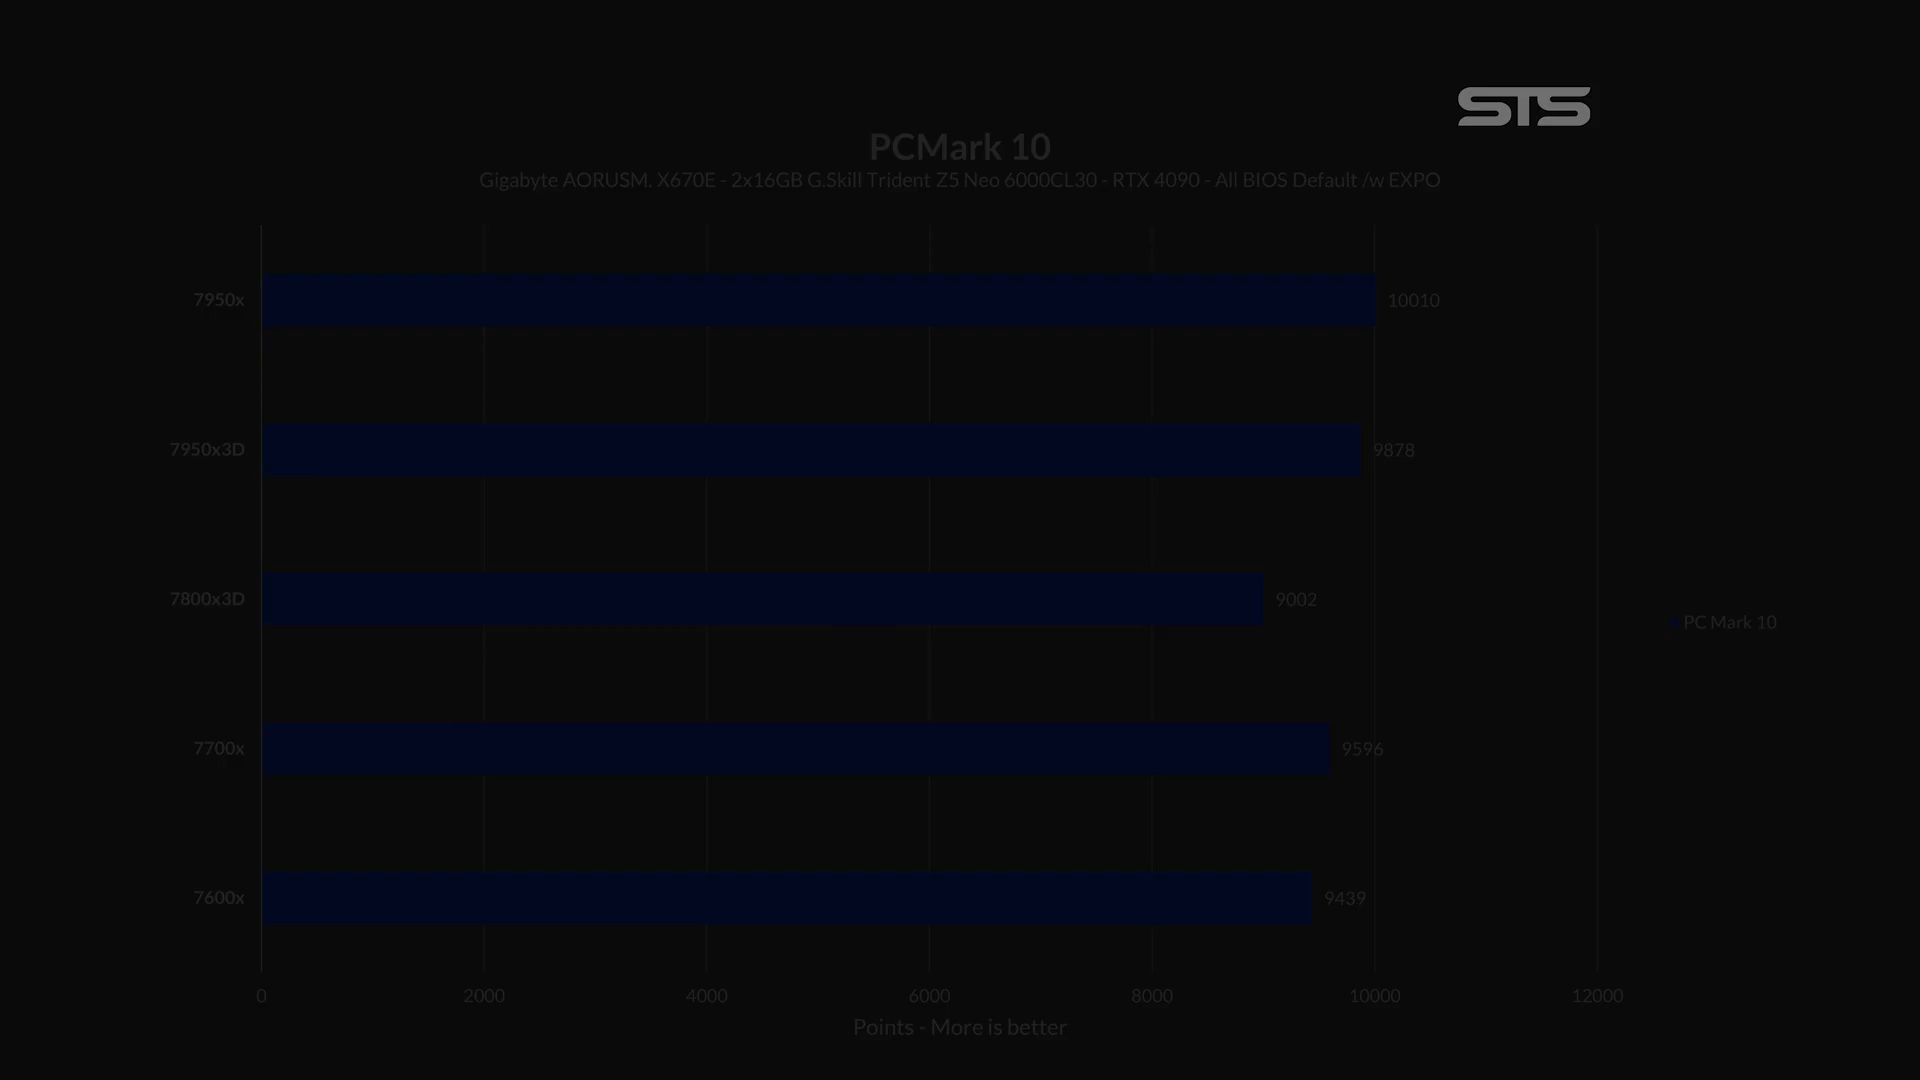 STS
PCMark 10
Gigabyte AORUSM. X670E - 2x16GB G.Skill Trident Z5 Neo 6000CL30 - RTX 4090 - All BIOS Default /w EXPO
7950x 10010
7950x3D 9878
7800x3D 9002
PC Mark 10
7700x 9596
7600x 9439
0 2000 4000 6000 8000 10000 12000
Points - More is better